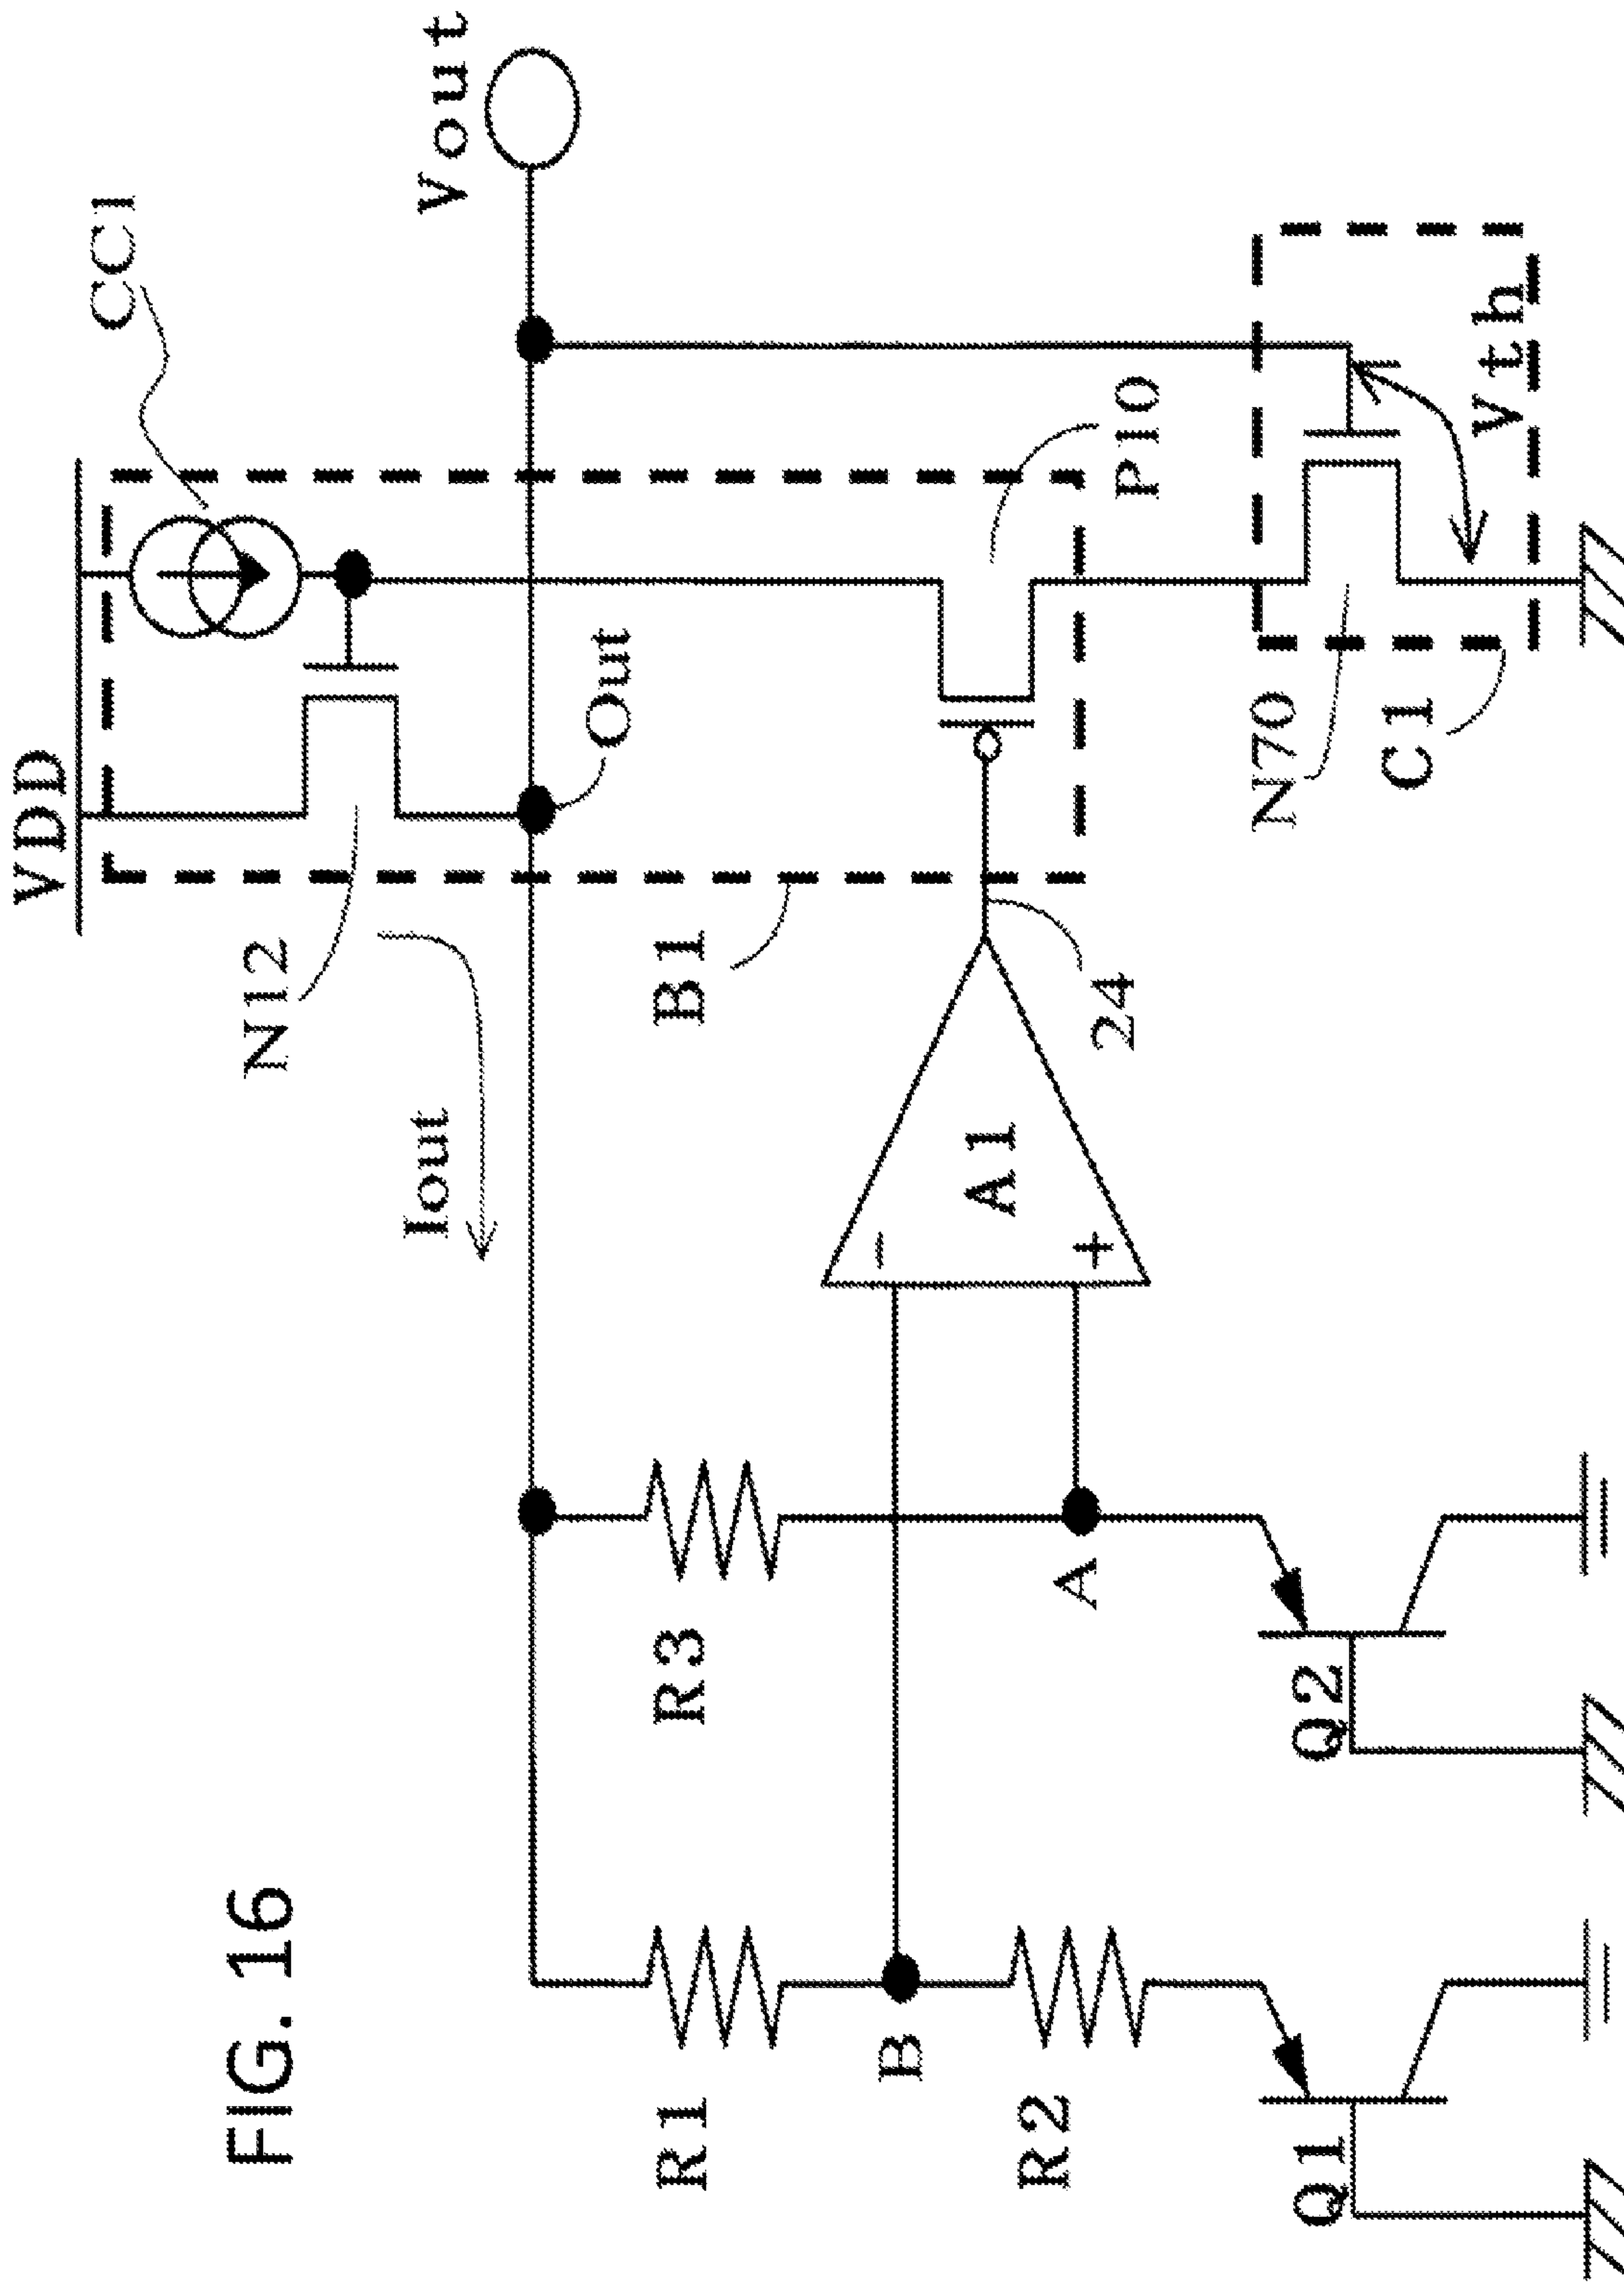 FIG. 16
VDD
CC1
N12
Vout
Iout
Out
R1
R3
B1
B
A1
−
+
A
24
P10
R2
Q1
Q2
N70
C1
Vth